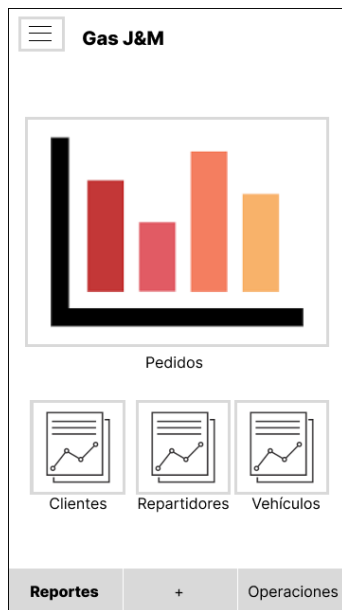 Gas J&M
Pedidos
Clientes Repartidores Vehículos
Reportes + Operaciones